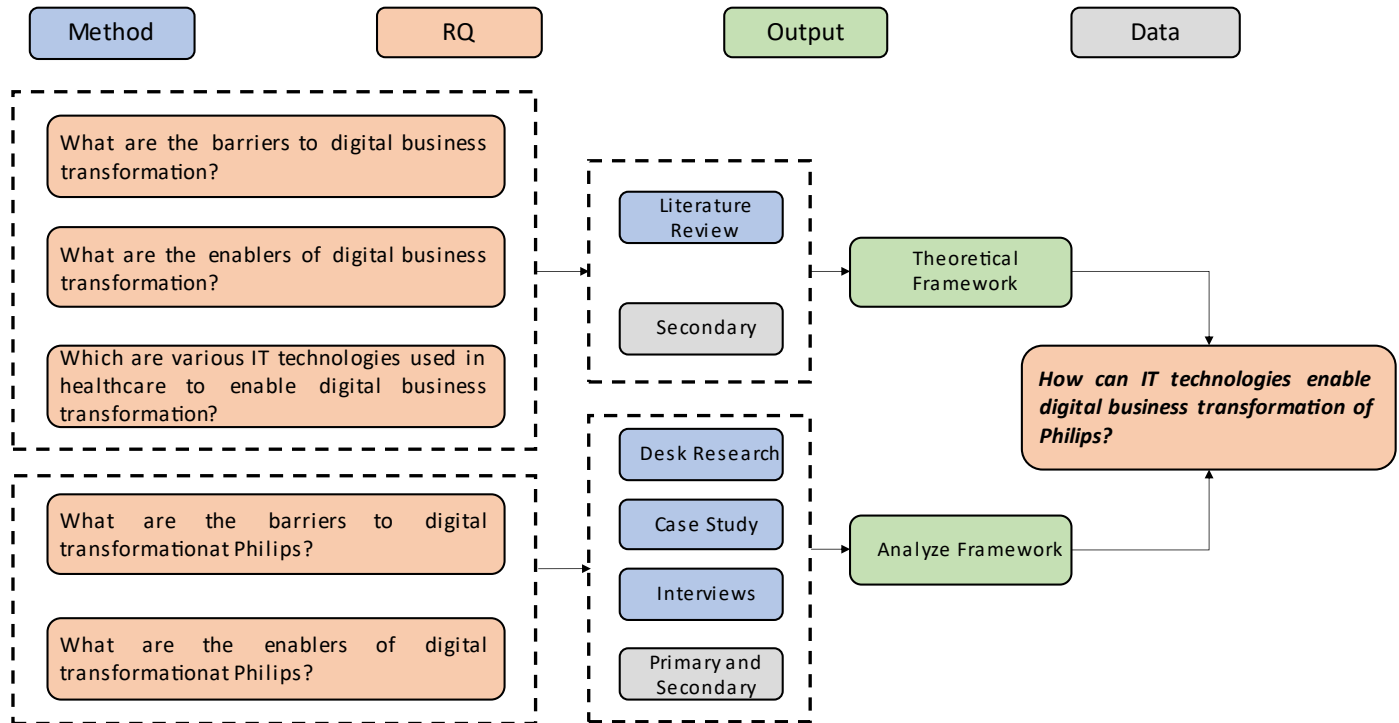 Method
RQ
Output
Data
What are the barriers to digital business
transformation?
What are the enablers of digital business
transformation?
Which are various IT technologies used in
healthcare to enable digital business
transformation?
Literature
Review
Secondary
Theoretical
Framework
How can IT technologies enable
digital business transformation of
Philips?
What are the barriers to digital
transformationat Philips?
What are the enablers of digital
transformationat Philips?
Desk Research
Case Study
Interviews
Primary and
Secondary
Analyze Framework